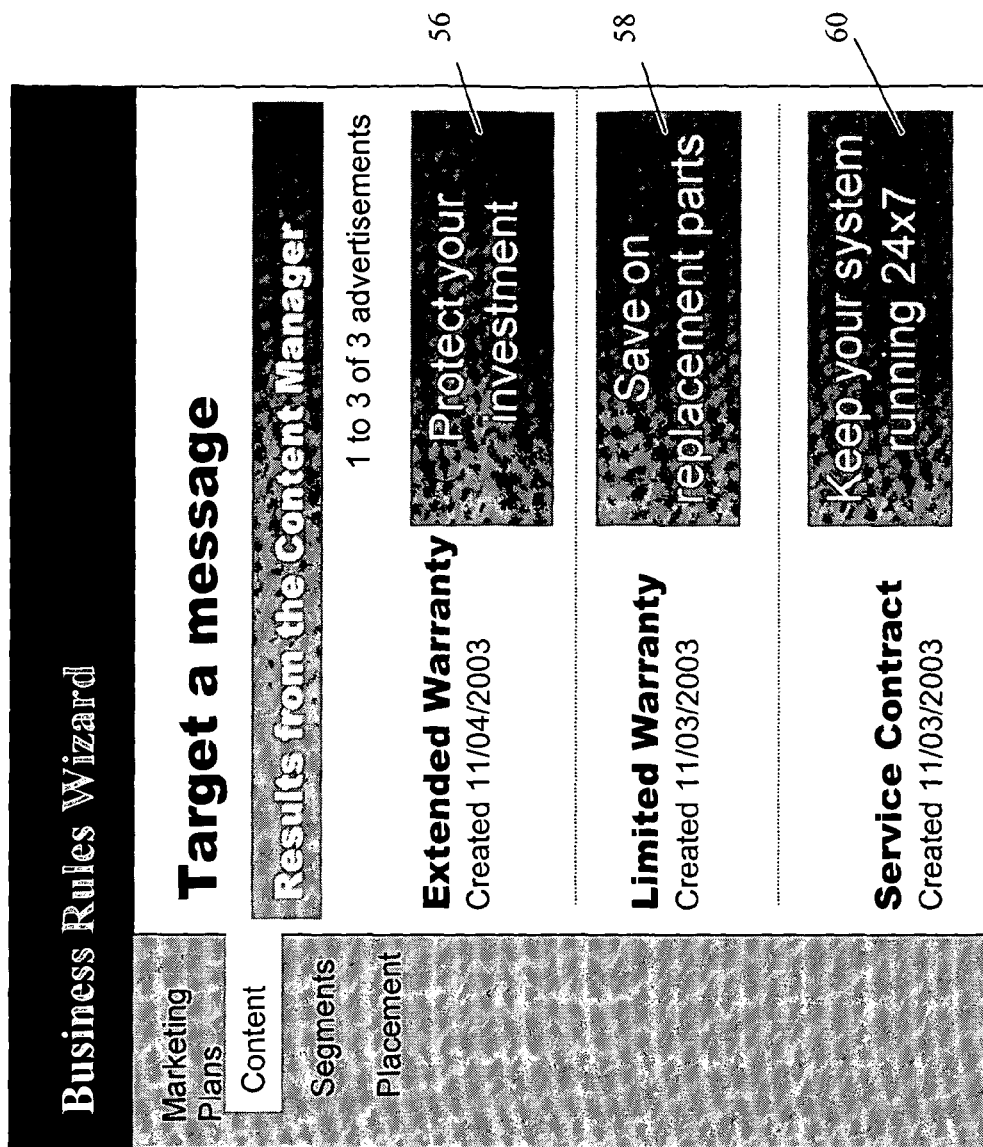 Business Rules Wizard
Marketing
Plans
Content
Segments
Placement
Target a message
Results from the Content Manager
1 to 3 of 3 advertisements
Extended Warranty
Created 11/04/2003
Protect your
investment
56
Limited Warranty
Created 11/03/2003
Save on
replacement parts
58
Service Contract
Created 11/03/2003
Keep your system
running 24x7
60